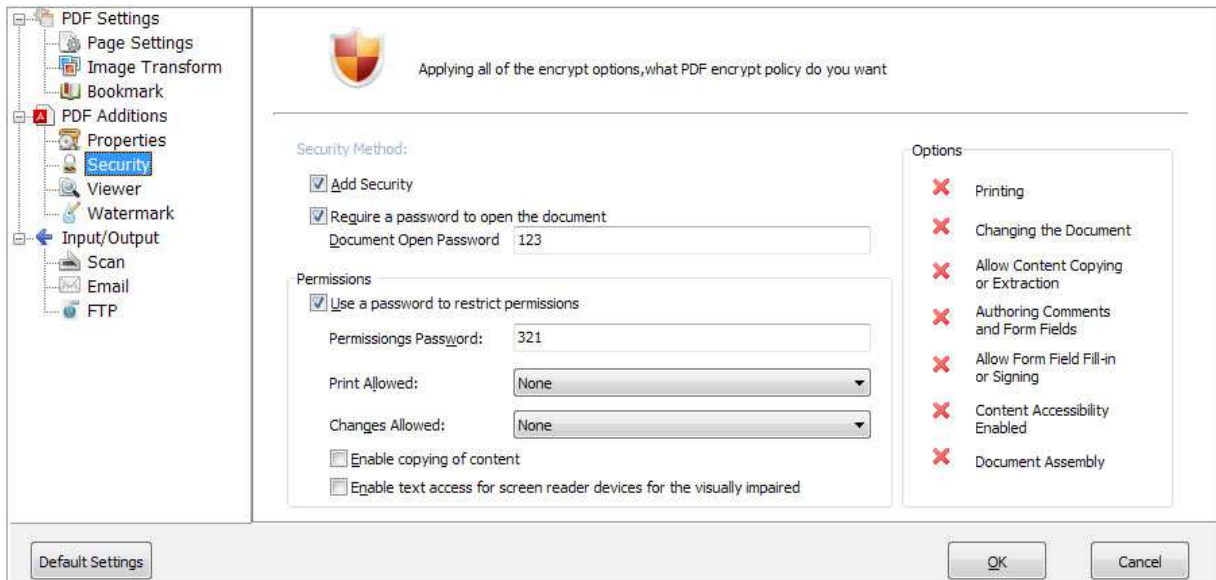 PDF Settings
Page Settings
Image Transform
Bookmark
PDF Additions
Properties
Security
Viewer
Watermark
Input/Output
Scan
Email
FTP
Applying all of the encrypt options,what PDF encrypt policy do you want
Security Method:
Add Security
Require a password to open the document
Document Open Password 123
Permissions
Use a password to restrict permissions
Permissiongs Password: 321
Print Allowed: None
Changes Allowed: None
Enable copying of content
Enable text access for screen reader devices for the visually impaired
Options
Printing
Changing the Document
Allow Content Copying
or Extraction
Authoring Comments
and Form Fields
Allow Form Field Fill-in
or Signing
Content Accessibility
Enabled
Document Assembly
Default Settings
OK
Cancel